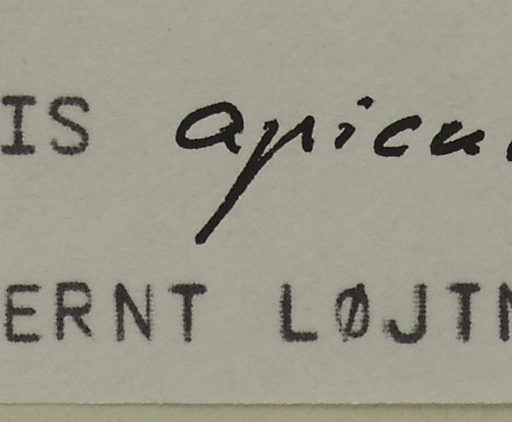 IS apicu
ERNT LØJTN